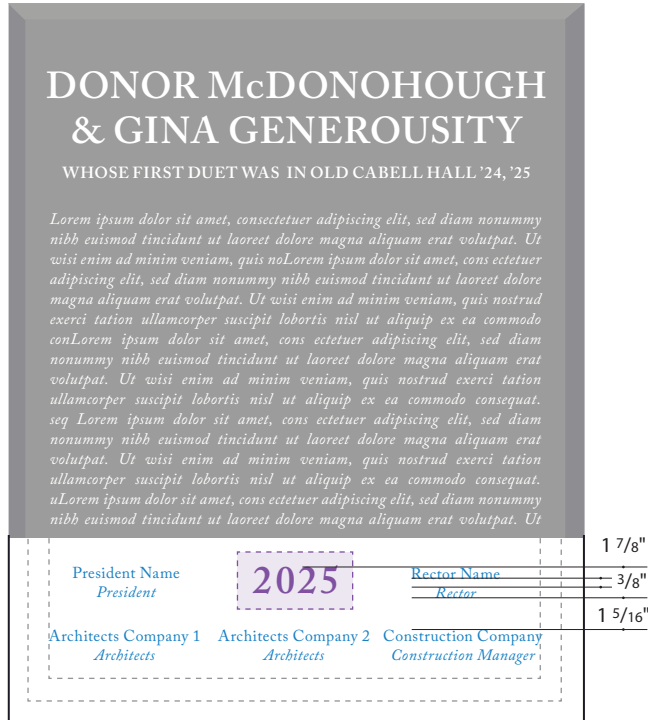 DONOR McDONOHOUGH
& GINA GENEROUSITY
WHOSE FIRST DUET WAS IN OLD CABELL HALL ’24, ’25
Lorem ipsum dolor sit amet, consectetuer adipiscing elit, sed diam nonummy
nibh euismod tincidunt ut laoreet dolore magna aliquam erat volutpat. Ut
wisi enim ad minim veniam, quis noLorem ipsum dolor sit amet, cons ectetuer
adipiscing elit, sed diam nonummy nibh euismod tincidunt ut laoreet dolore
magna aliquam erat volutpat. Ut wisi enim ad minim veniam, quis nostrud
exerci tation ullamcorper suscipit lobortis nisl ut aliquip ex ea commodo
conLorem ipsum dolor sit amet, cons ectetuer adipiscing elit, sed diam
nonummy nibh euismod tincidunt ut laoreet dolore magna aliquam erat
volutpat. Ut wisi enim ad minim veniam, quis nostrud exerci tation
ullamcorper suscipit lobortis nisl ut aliquip ex ea commodo consequat.
seq Lorem ipsum dolor sit amet, cons ectetuer adipiscing elit, sed diam
nonummy nibh euismod tincidunt ut laoreet dolore magna aliquam erat
volutpat. Ut wisi enim ad minim veniam, quis nostrud exerci tation
ullamcorper suscipit lobortis nisl ut aliquip ex ea commodo consequat.
uLorem ipsum dolor sit amet, cons ectetuer adipiscing elit, sed diam nonummy
nibh euismod tincidunt ut laoreet dolore magna aliquam erat volutpat. Ut
1 7/8"
President Name 2025 Rector Name
3/8"
President Rector
1 5/16"
Architects Company 1 Architects Company 2 Construction Company
Architects Architects Construction Manager